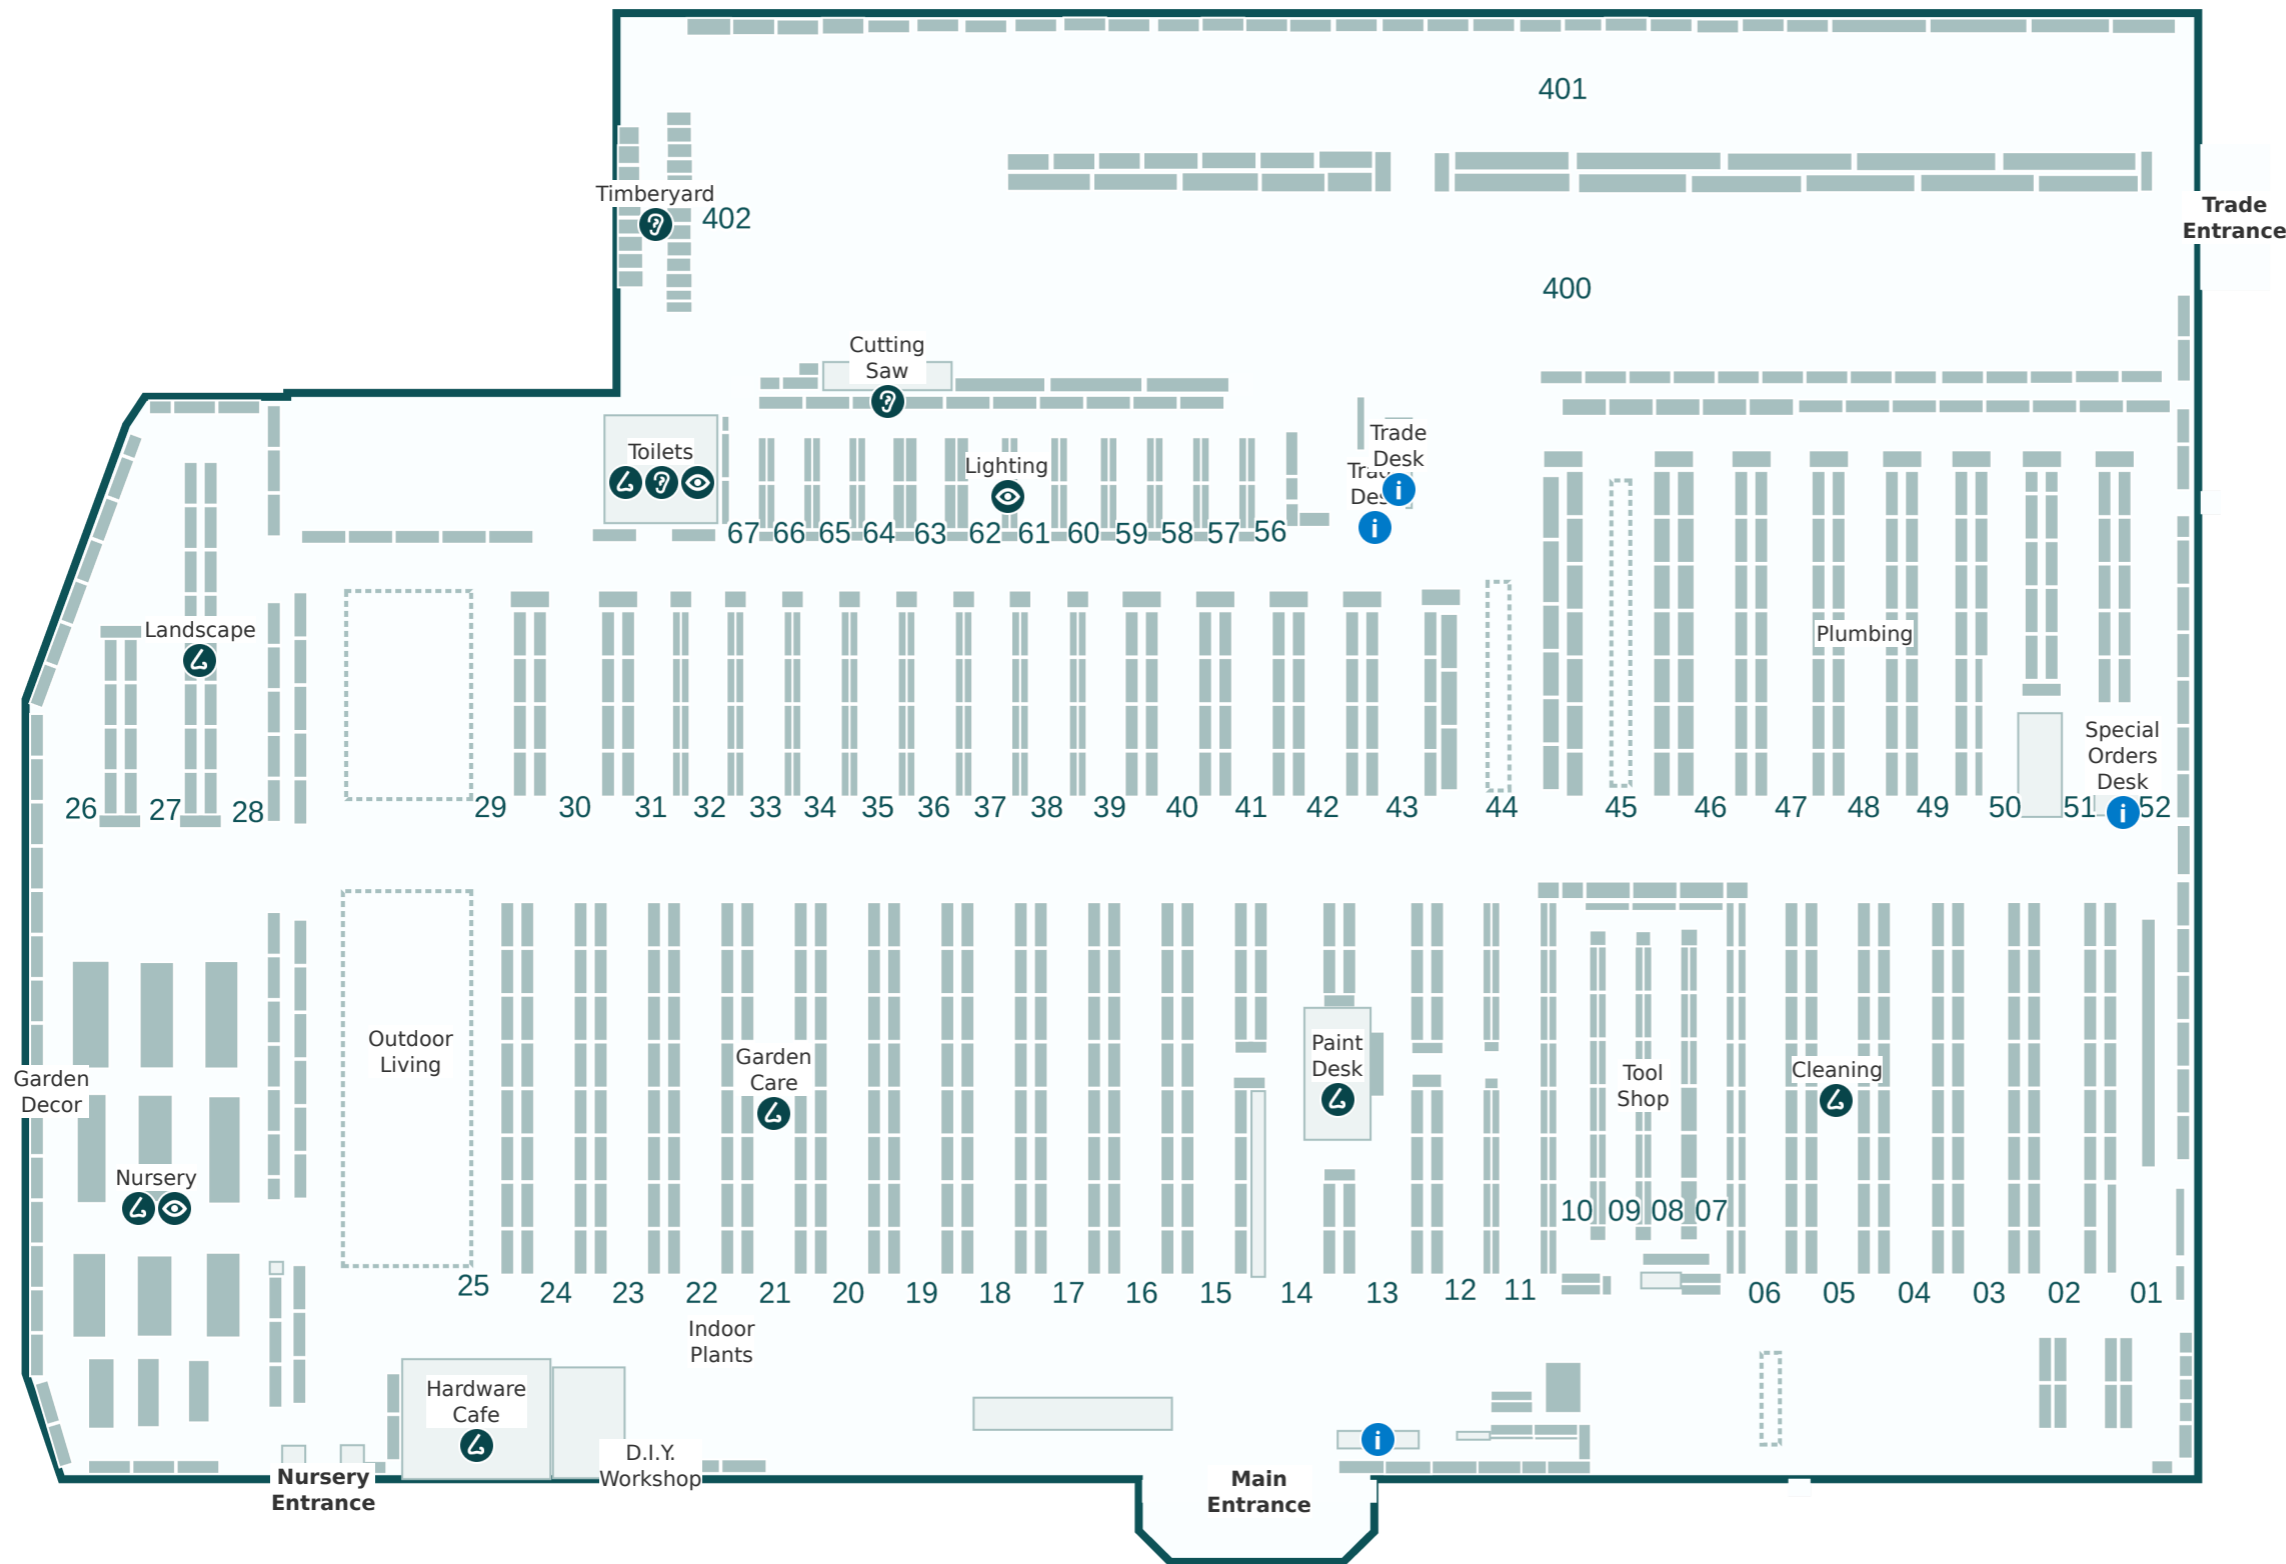 401
Trade
Entrance
Timberyard
402
400
Cutting
Saw
Toilets
Lighting
Trade
Desk
Trade
Desk
67 66 65 64 63 62 61 60 59 58 57 56
Landscape
Plumbing
Special
Orders
Desk
26 27 28 29 30 31 32 33 34 35 36 37 38 39 40 41 42 43 44 45 46 47 48 49 50 51 52
Outdoor
Living
Garden
Care
Paint
Desk
Tool
Shop
Cleaning
Garden
Decor
Nursery
10 09 08 07
25 24 23 22 21 20 19 18 17 16 15 14 13 12 11 06 05 04 03 02 01
Indoor
Plants
Hardware
Cafe
D.I.Y.
Workshop
Nursery
Entrance
Main
Entrance